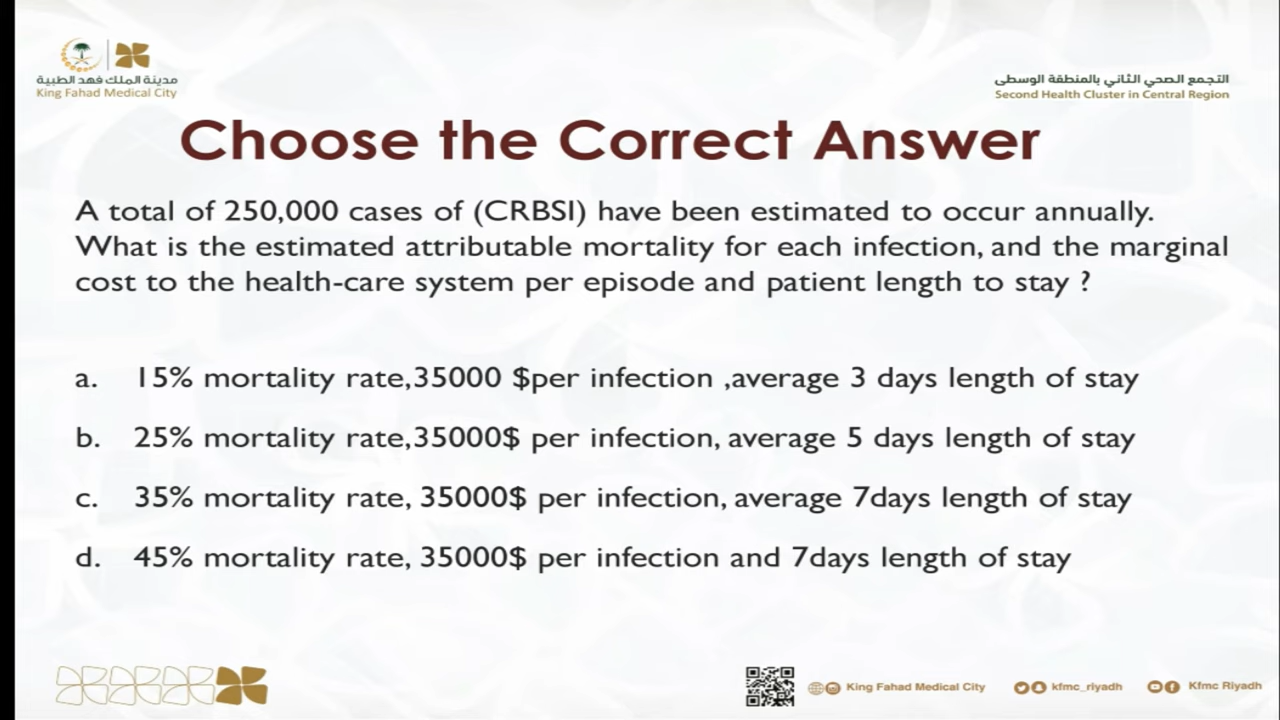 مدينة الملك فهد الطبية
King Fahad Medical City
التجمع الصحي الثاني بالمنطقة الوسطى
Second Health Cluster in Central Region
Choose the Correct Answer
A total of 250,000 cases of (CRBSI) have been estimated to occur annually.
What is the estimated attributable mortality for each infection, and the marginal
cost to the health-care system per episode and patient length to stay ?
a. 15% mortality rate,35000 $per infection ,average 3 days length of stay
b. 25% mortality rate,35000$ per infection, average 5 days length of stay
c. 35% mortality rate, 35000$ per infection, average 7days length of stay
d. 45% mortality rate, 35000$ per infection and 7days length of stay
King Fahad Medical City kfmc_riyadh Kfmc Riyadh